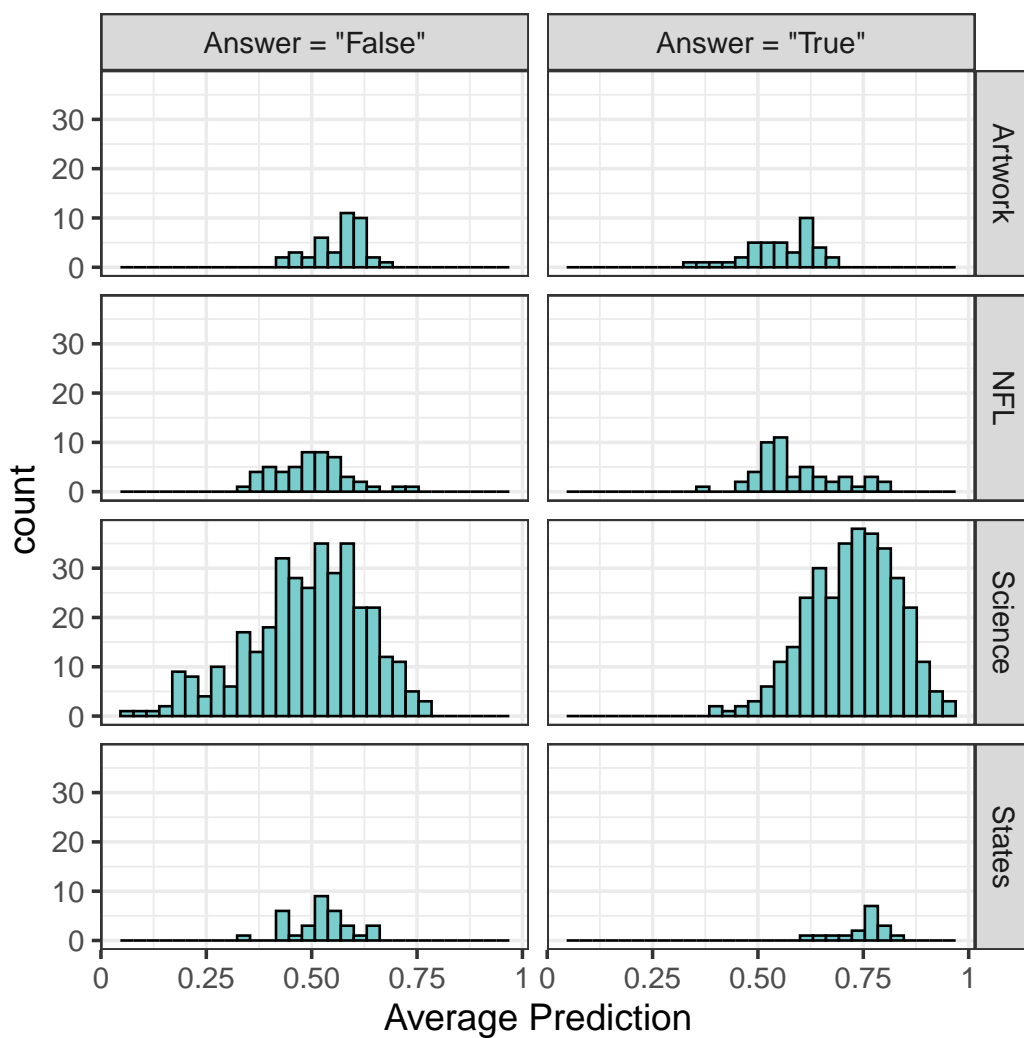 Answer = "False" Answer = "True"
30
20
10
0
Artwork
30
20
10
0
NFL
30
20
10
0
Science
30
20
10
0
States
count
0 0.25 0.50 0.75 1 0 0.25 0.50 0.75 1
Average Prediction